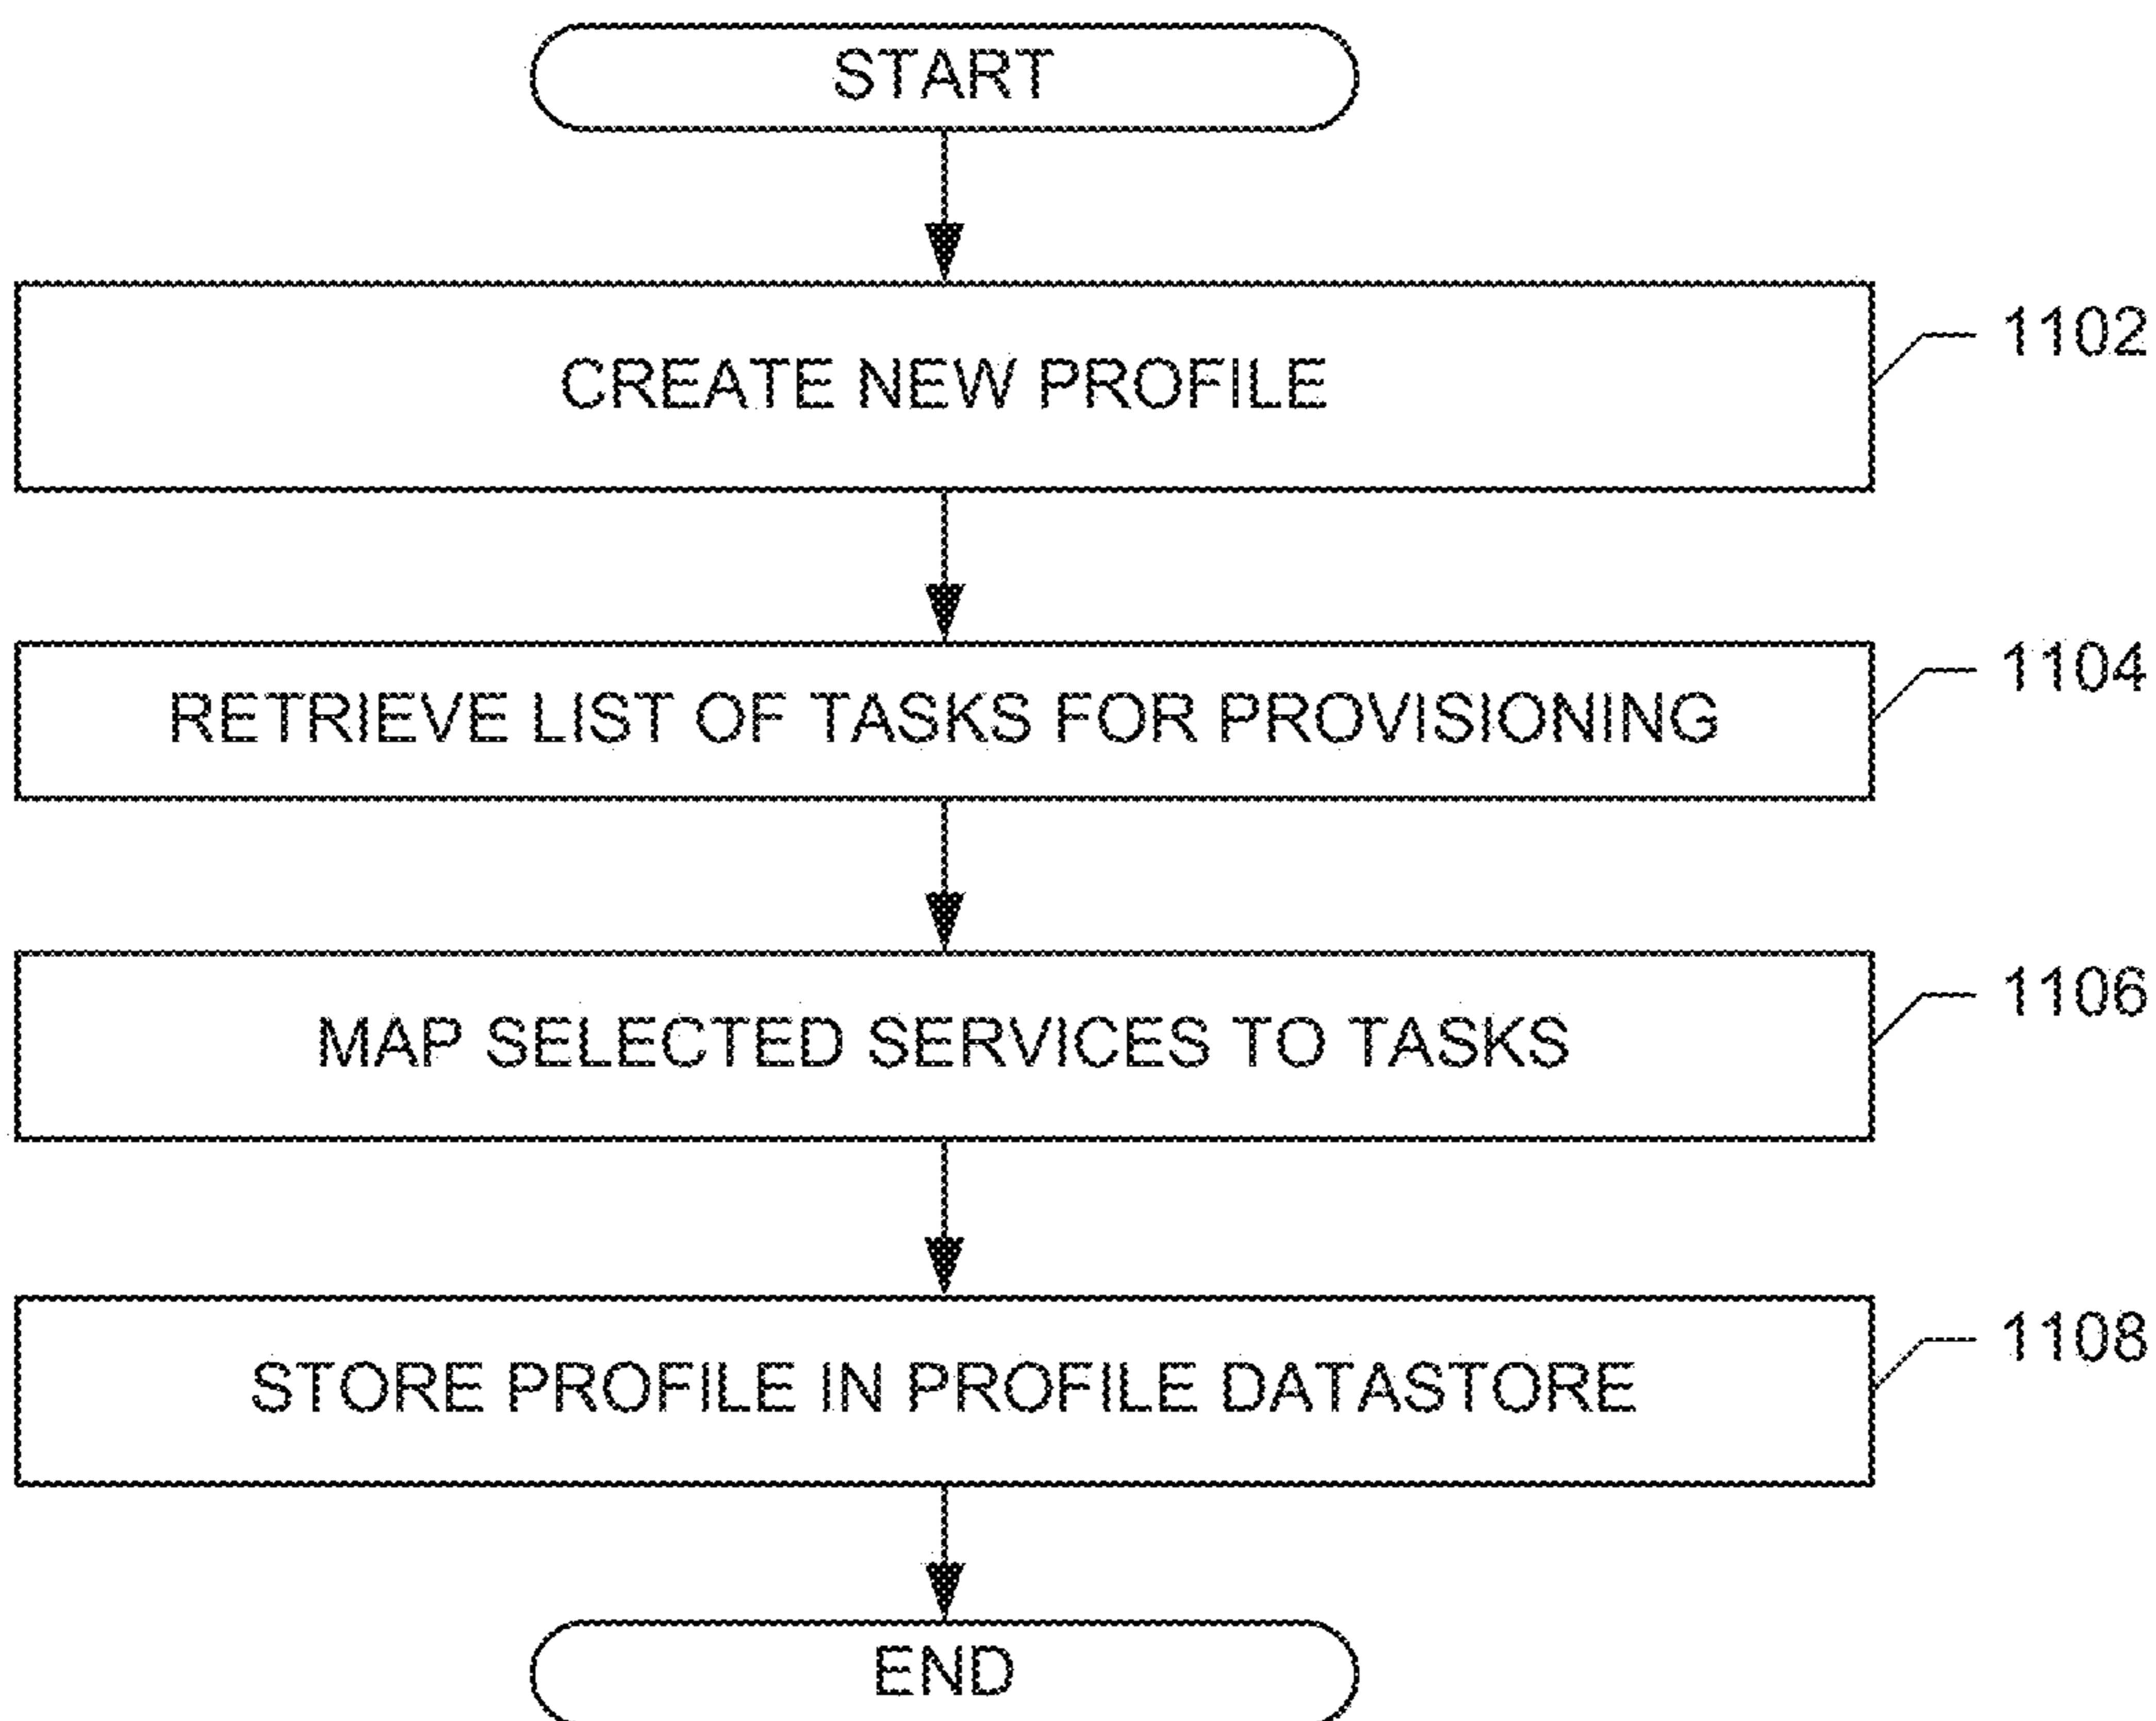 START
CREATE NEW PROFILE
1102
RETRIEVE LIST OF TASKS FOR PROVISIONING
1104
MAP SELECTED SERVICES TO TASKS
1106
STORE PROFILE IN PROFILE DATASTORE
1108
END